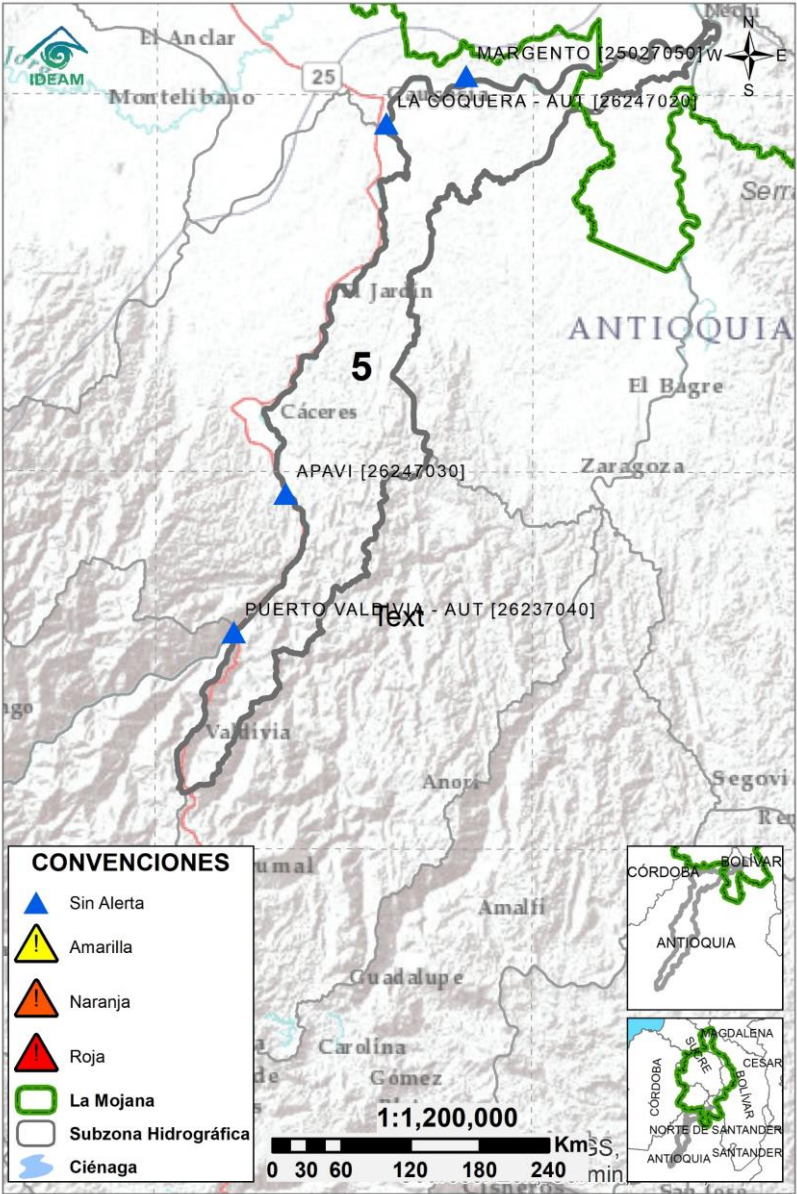 Nechí
N
El Anclar
MARGENTO [25027050]
W
E
IDEAM
S
25
Montelibano
LA COQUERA - AUT [26247020]
Serra
El Jardín
ANTIOQUIA
5
El Bagre
Cáceres
Zaragoza
APAVI [26247030]
PUERTO VALDIVIA - AUT [26237040]
Text
Valdivia
Anorí
Segovi
CONVENCIONES
Sin Alerta
Amarilla
Naranja
Roja
La Mojana
Subzona Hidrográfica
Ciénaga
rumal
Amalfi
Guadalupe
Carolina
Gómez
1:1,200,000
Km
0 30 60 120 180 240
Cisneros
CÓRDOBA
BOLÍVAR
ANTIOQUIA
MAGDALENA
SUCRE
CESAR
CÓRDOBA
BOLÍVAR
NORTE DE SANTANDER
ANTIOQUIA
SANTANDER